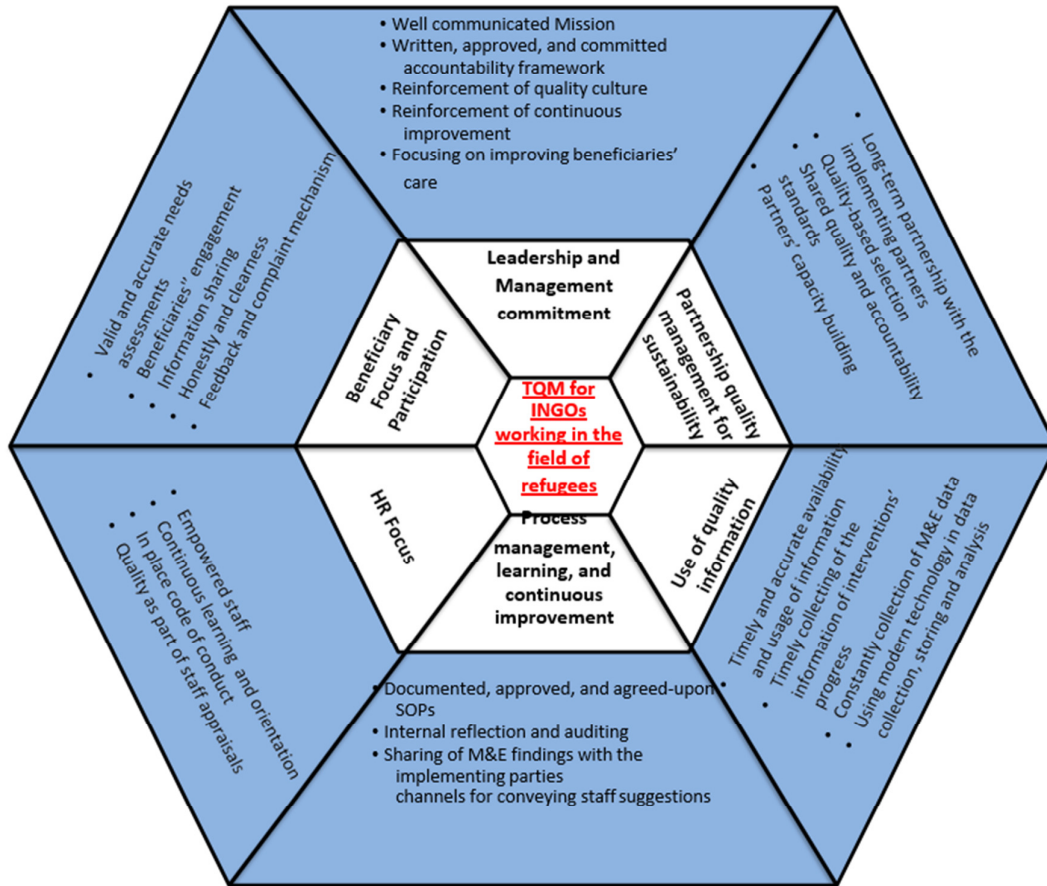 • Well communicated Mission
• Written, approved, and committed
accountability framework
• Reinforcement of quality culture
• Reinforcement of continuous
improvement
• Focusing on improving beneficiaries'
care
• Long-term partnership with the
implementing partners
• Quality-based selection
• Shared quality and accountability
standards
• Partners' capacity building
• Valid and accurate needs
assessments
• Beneficiaries" engagement
• Information sharing
• Honestly and clearness
• Feedback and complaint mechanism
Leadership and
Management
commitment
Partnership quality
management for
sustainability
Beneficiary
Focus and
Participation
TQM for
INGOs
working in the
field of
refugees
HR Focus
Process
management,
learning, and
continuous
improvement
Use of quality
information
• Empowered staff
• Continuous learning and orientation
• In place code of conduct
• Quality as part of staff appraisals
• Timely and accurate availability
and usage of information
• Timely collecting of the
information of interventions'
progress
• Constantly collection of M&E data
• Using modern technology in data
collection, storing and analysis
• Documented, approved, and agreed-upon
SOPs
• Internal reflection and auditing
• Sharing of M&E findings with the
implementing parties
channels for conveying staff suggestions